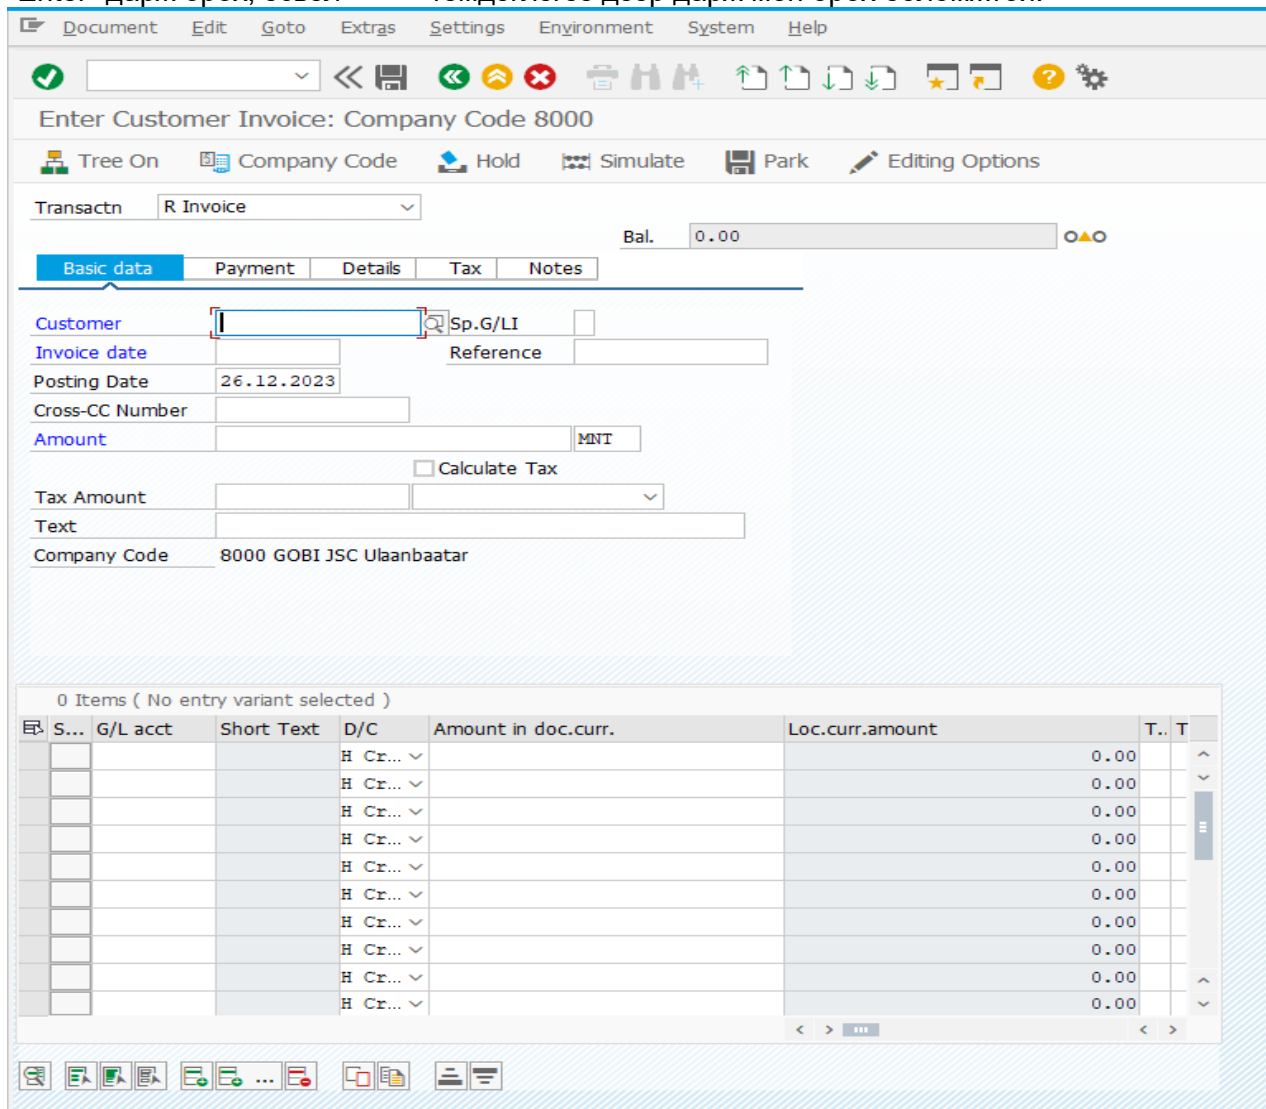 Document Edit Goto Extras Settings Environment System Help
Enter Customer Invoice: Company Code 8000
Tree On Company Code Hold Simulate Park Editing Options
Transactn R Invoice
Bal. 0.00
Basic data Payment Details Tax Notes
Customer Sp.G/LI
Invoice date Reference
Posting Date 26.12.2023
Cross-CC Number
Amount MNT
Calculate Tax
Tax Amount
Text
Company Code 8000 GOBI JSC Ulaanbaatar
0 Items ( No entry variant selected )
S... G/L acct Short Text D/C Amount in doc.curr. Loc.curr.amount T.. T
H Cr... 0.00
H Cr... 0.00
H Cr... 0.00
H Cr... 0.00
H Cr... 0.00
H Cr... 0.00
H Cr... 0.00
H Cr... 0.00
H Cr... 0.00
H Cr... 0.00